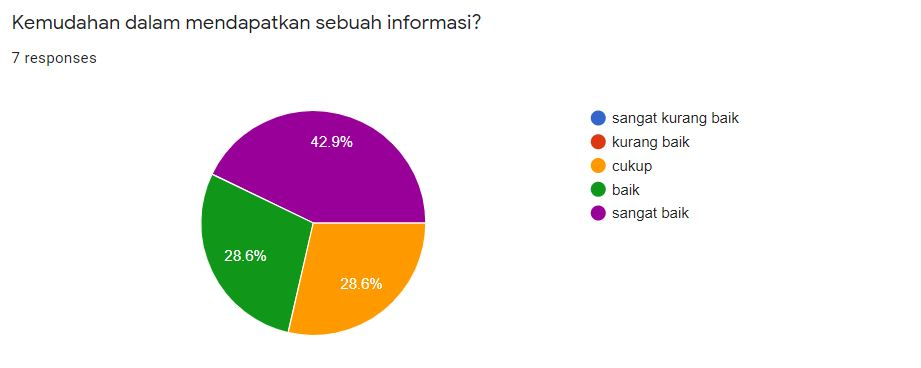 Kemudahan dalam mendapatkan sebuah informasi?
7 responses
42.9%
28.6%
28.6%
sangat kurang baik
kurang baik
cukup
baik
sangat baik